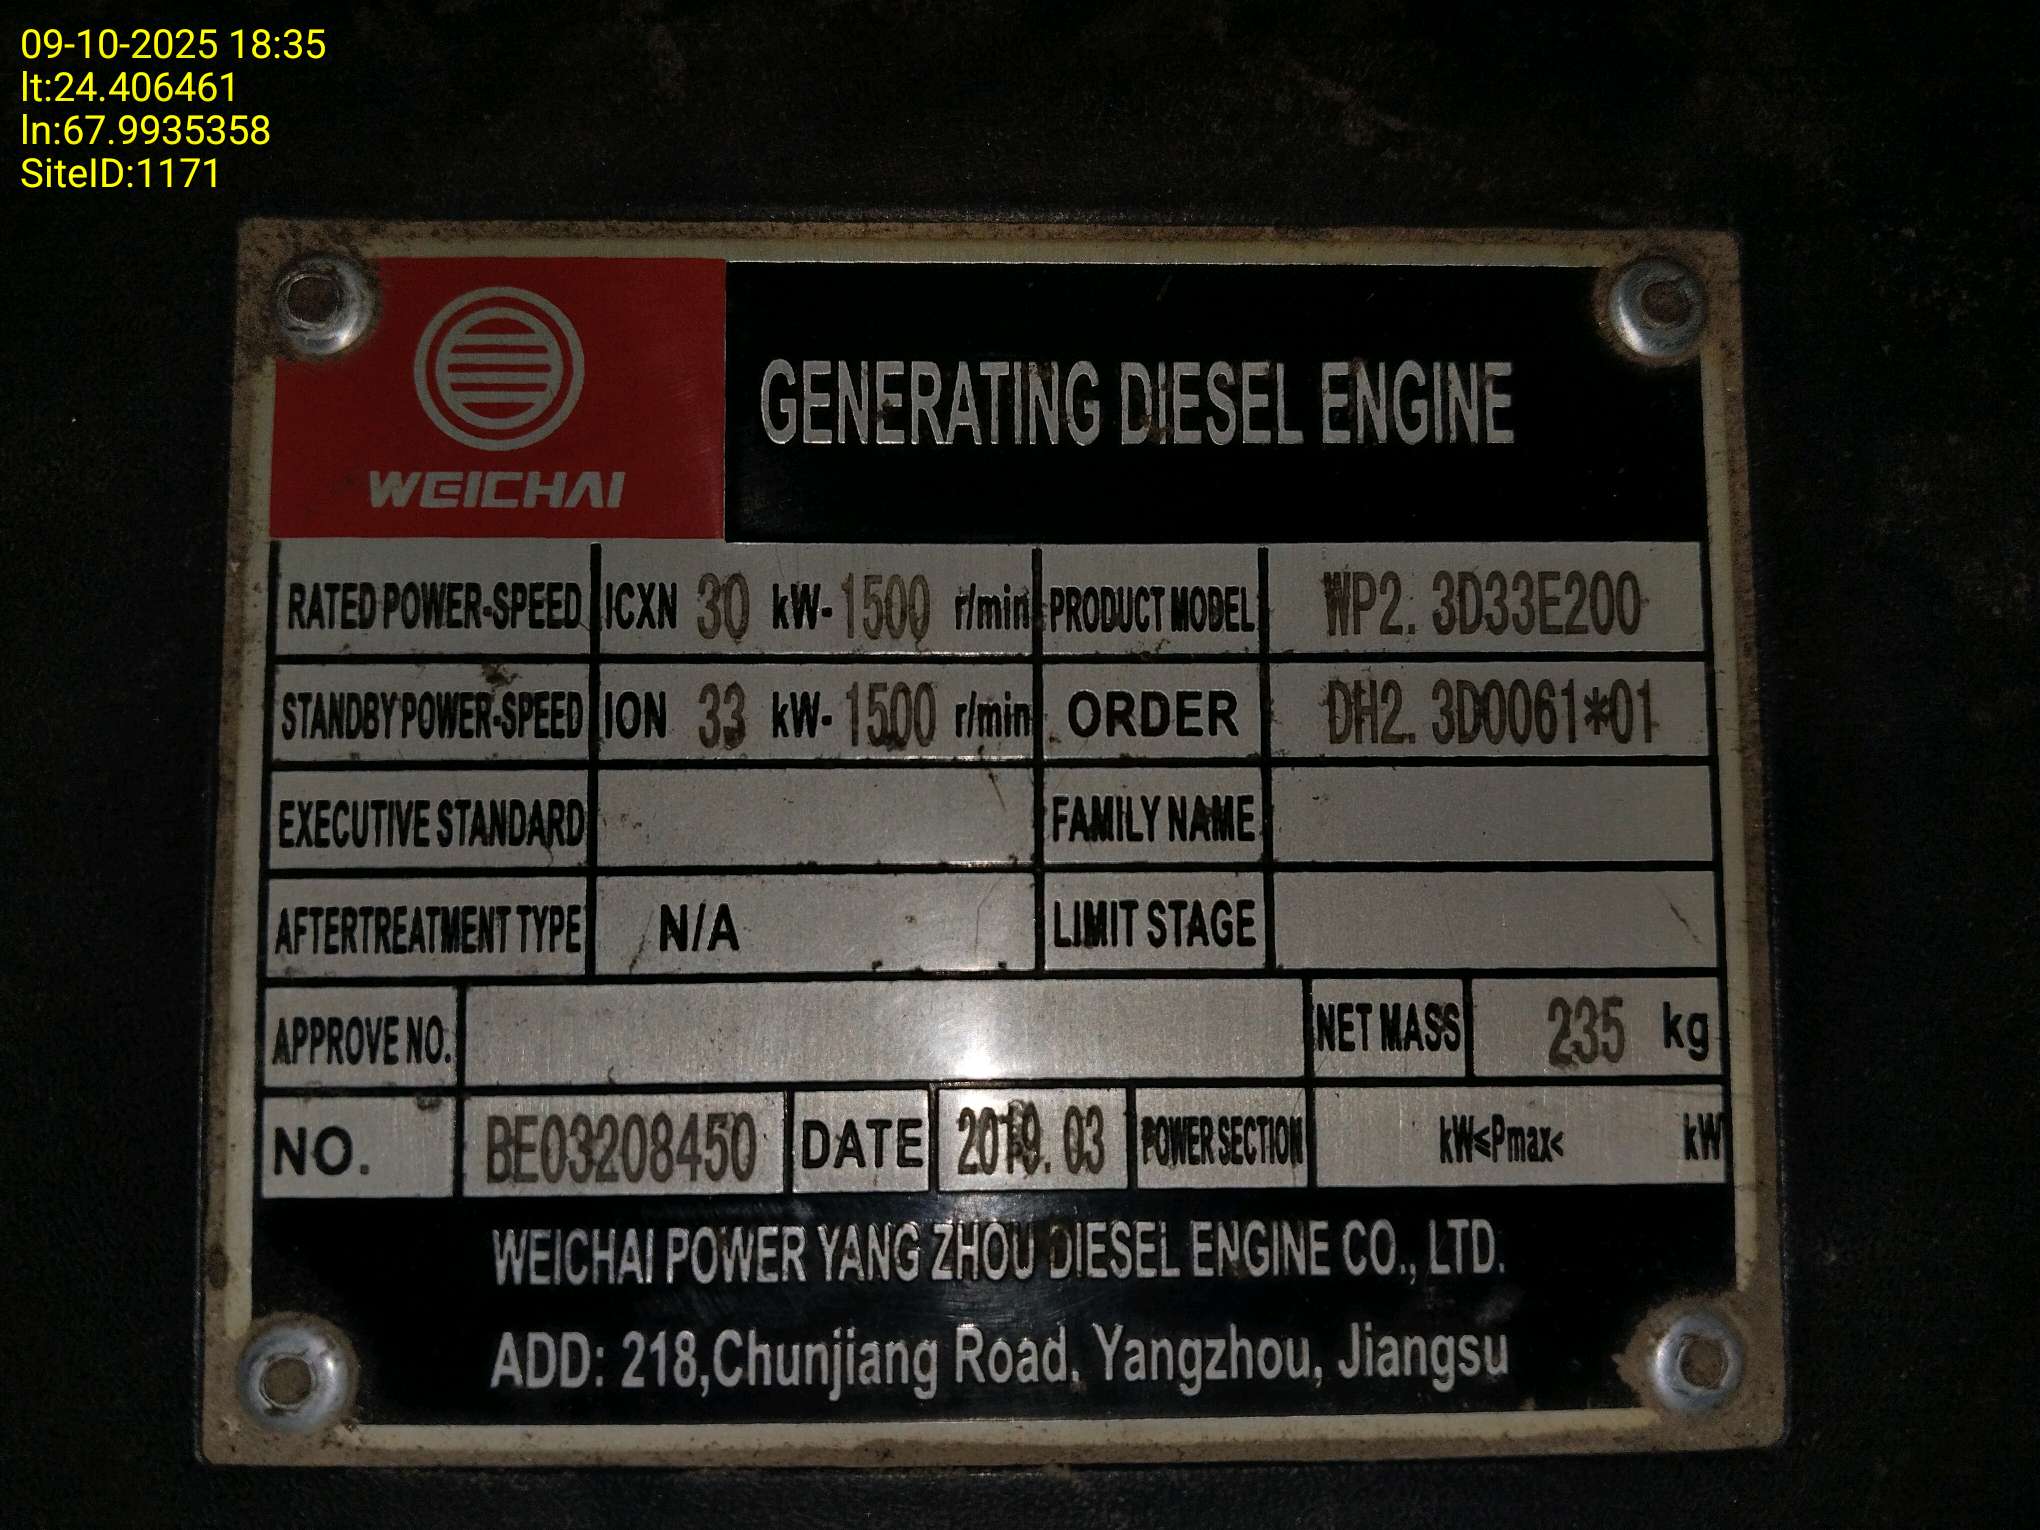 09-10-2025 18:35
lt:24.406461
ln:67.9935358
SiteID:1171
WEICHAI
GENERATING DIESEL ENGINE
RATED POWER-SPEED ICXN 30 kW- 1500 r/min PRODUCT MODEL WP2.3D33E200
STANDBY POWER-SPEED ION 33 kW- 1500 r/min ORDER DH2.3D0061*01
EXECUTIVE STANDARD FAMILY NAME
AFTERTREATMENT TYPE N/A LIMIT STAGE
APPROVE NO. NET MASS 235 kg
NO. BE03208450 DATE 2019.03 POWER SECTION kW≤Pmax< kW
WEICHAI POWER YANG ZHOU DIESEL ENGINE CO., LTD.
ADD: 218,Chunjiang Road. Yangzhou, Jiangsu